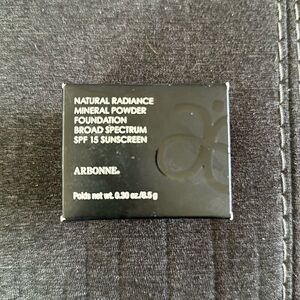 NATURAL RADIANCE
MINERAL POWDER
FOUNDATION
BROAD SPECTRUM
SPF 15 SUNSCREEN
ARBONNE®
Poids net wt. 0.30 oz./8.5 g